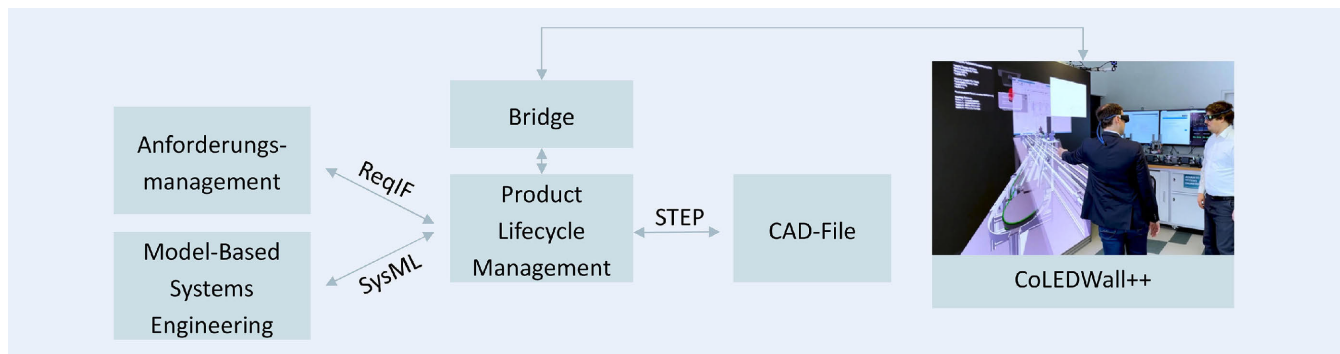 Bridge
Anforderungs-
management
ReqIF
Product
Lifecycle
Management
STEP
CAD-File
Model-Based
Systems
Engineering
SysML
CoLEDWall++